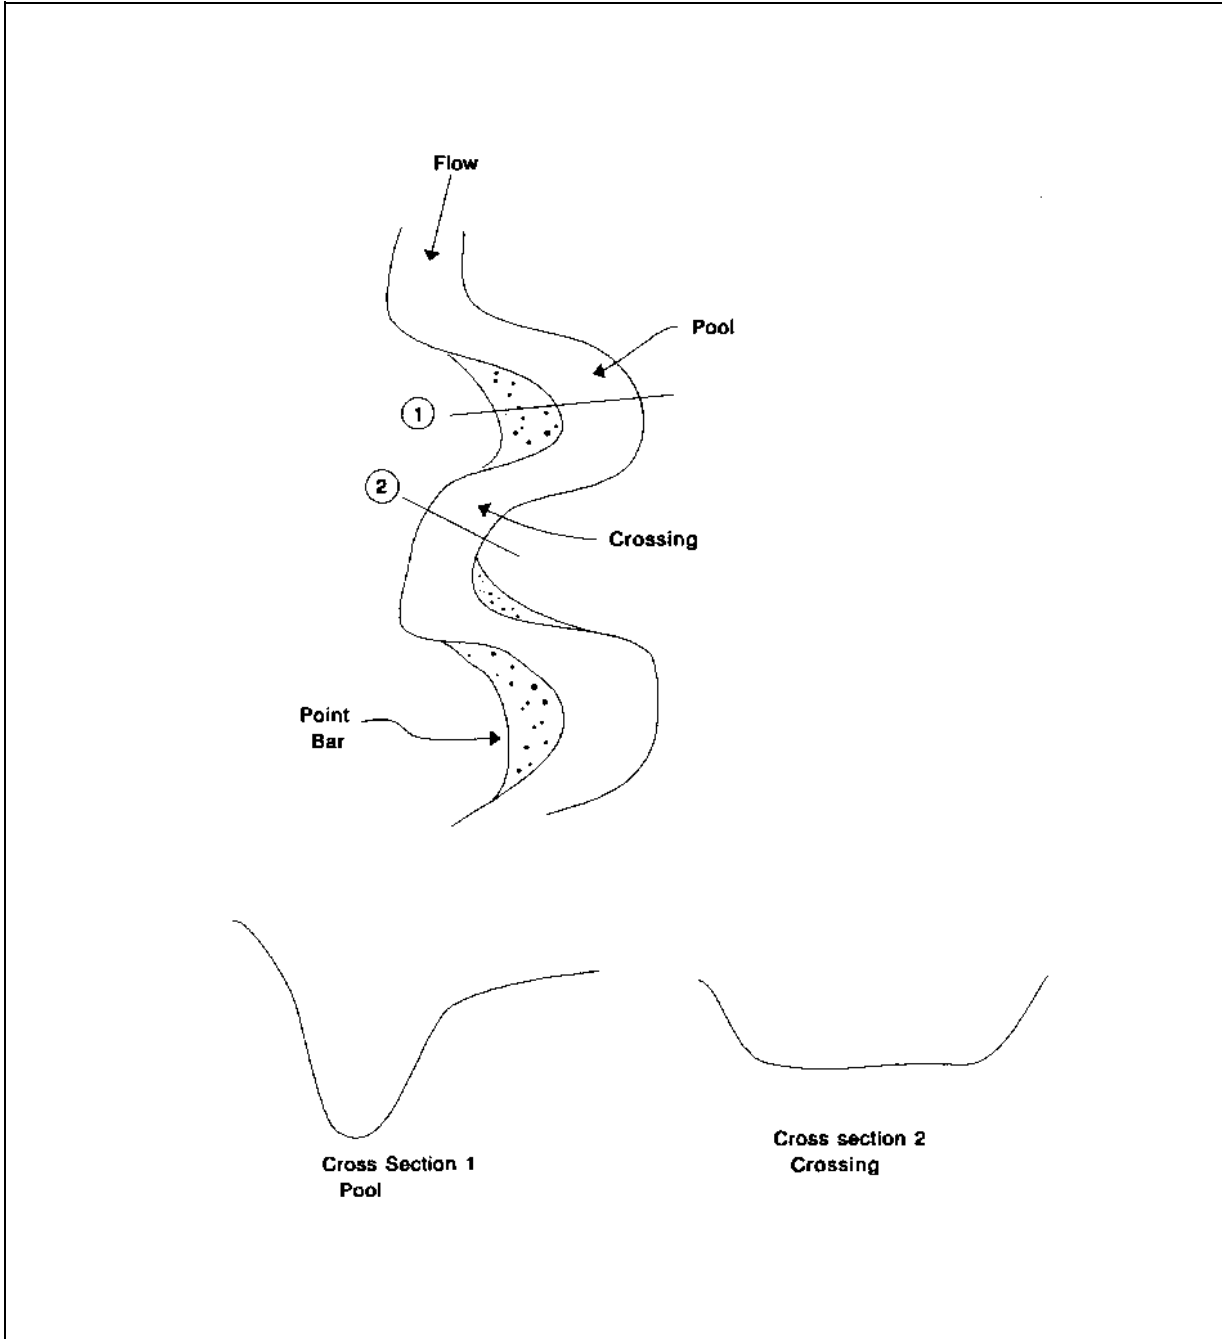 Flow
Pool
1
2
Crossing
Point
Bar
Cross Section 1
Pool
Cross section 2
Crossing